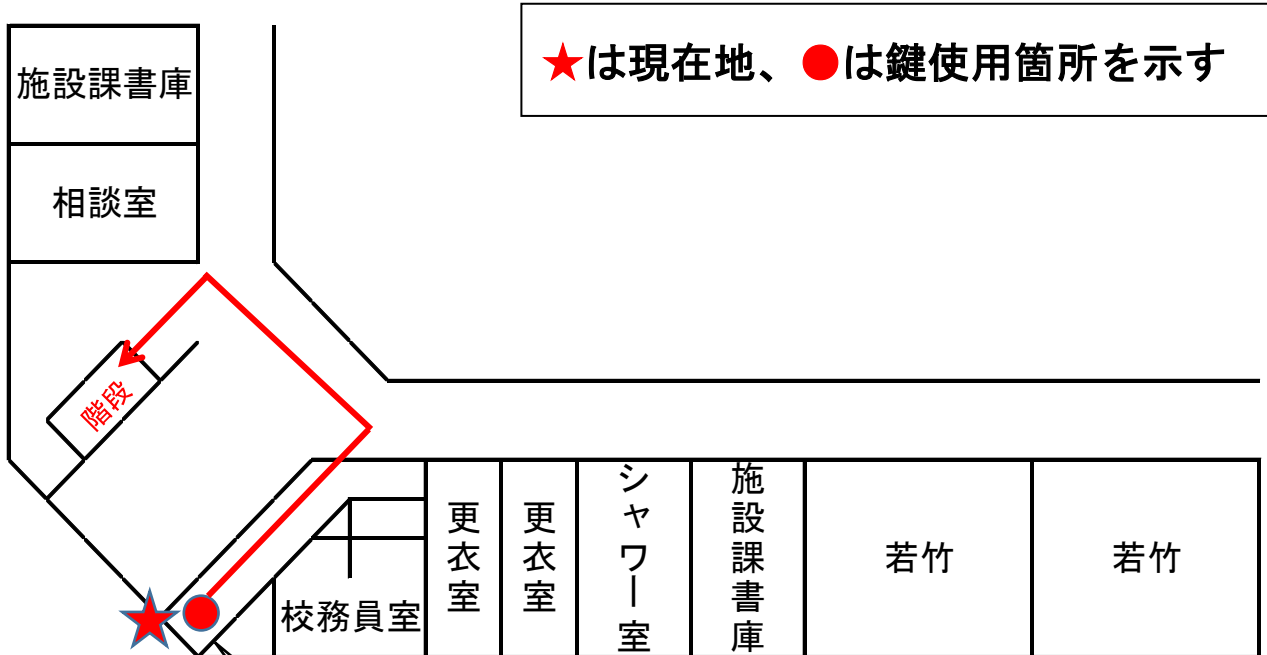 ★は現在地、●は鍵使用箇所を示す
施設課書庫
相談室
階段
校務員室
更衣室
更衣室
シャワー室
施設課書庫
若竹
若竹